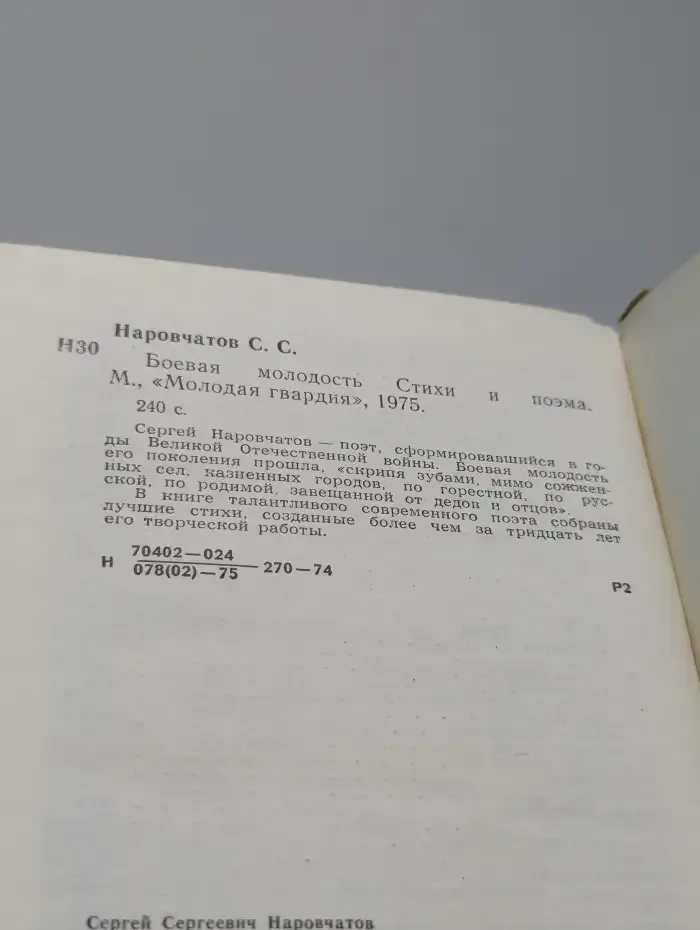 Наровчатов С. С.
Н30
Боевая молодость Стихи и поэма.
М., «Молодая гвардия», 1975.
240 с.
Сергей Наровчатов — поэт, сформировавшийся в го-
ды Великой Отечественной войны. Боевая молодость
его поколения прошла, «скрипя зубами, мимо сожжен-
ных сел, казненных городов, по горестной, по рус-
ской, по родимой, завещанной от дедов и отцов».
В книге талантливого современного поэта собраны
лучшие стихи, созданные более чем за тридцать лет
его творческой работы.
Н 70402—024
078(02)—75 270—74
Р2
Сергей Сергеевич Наровчатов